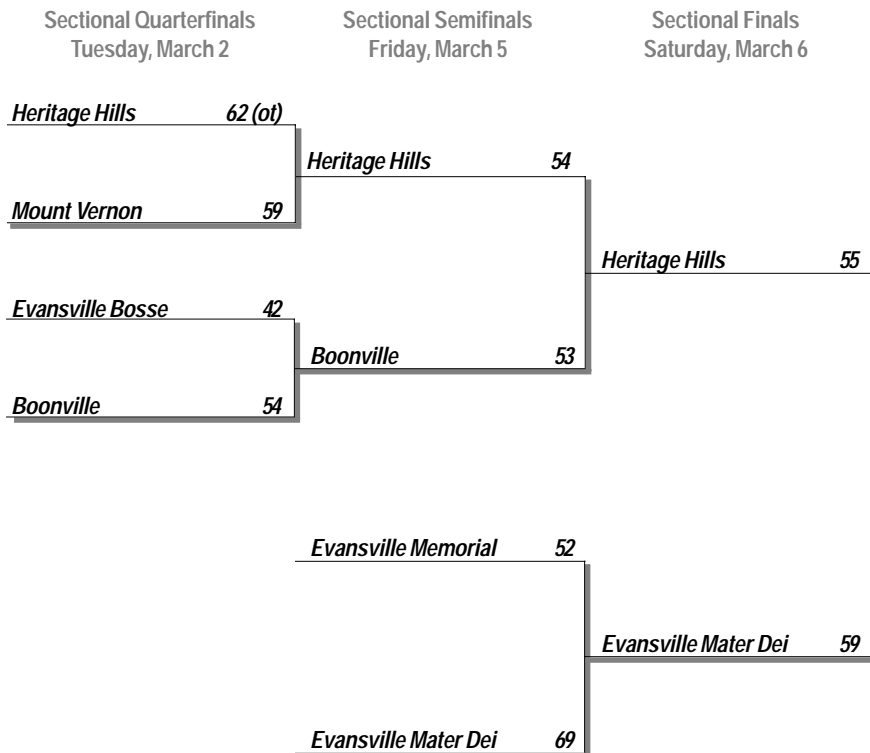 Sectional Quarterfinals Sectional Semifinals Sectional Finals
Tuesday, March 2 Friday, March 5 Saturday, March 6
Heritage Hills 62 (ot)
Heritage Hills 54
Mount Vernon 59
Heritage Hills 55
Evansville Bosse 42
Boonville 53
Boonville 54
Evansville Memorial 52
Evansville Mater Dei 59
Evansville Mater Dei 69